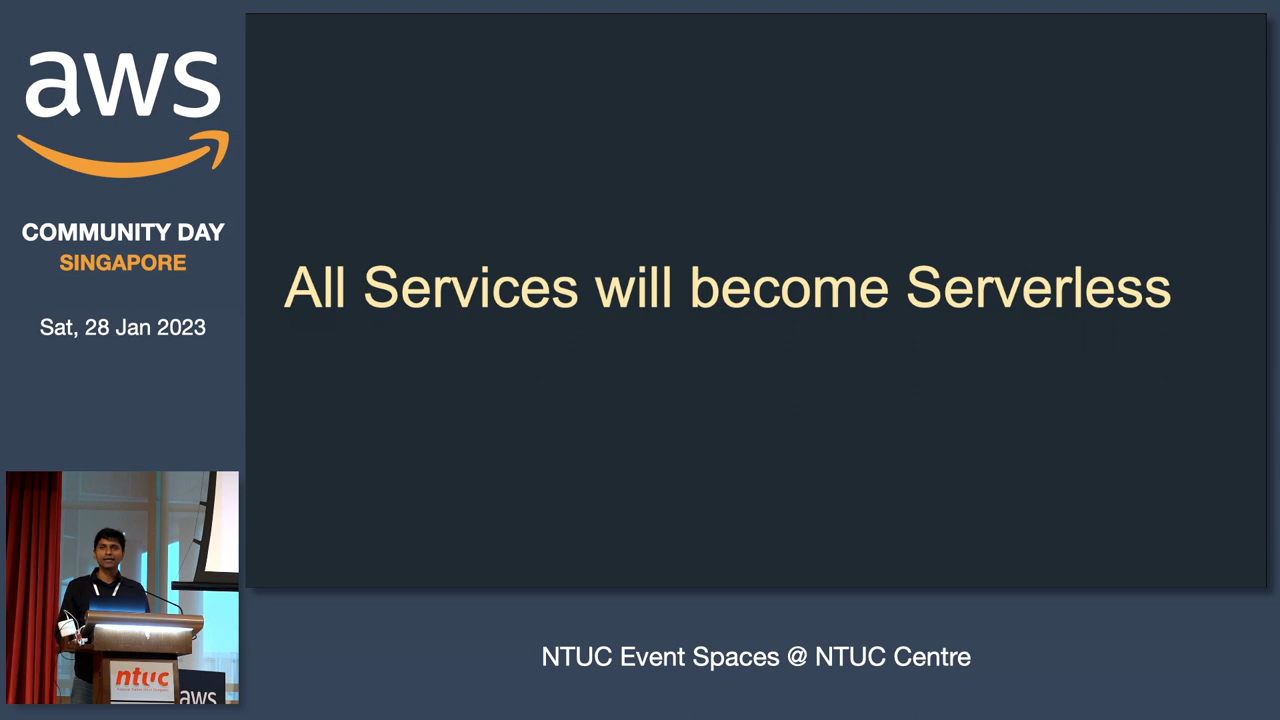 aws
COMMUNITY DAY
SINGAPORE
Sat, 28 Jan 2023
All Services will become Serverless
ntuc
aws
NTUC Event Spaces @ NTUC Centre